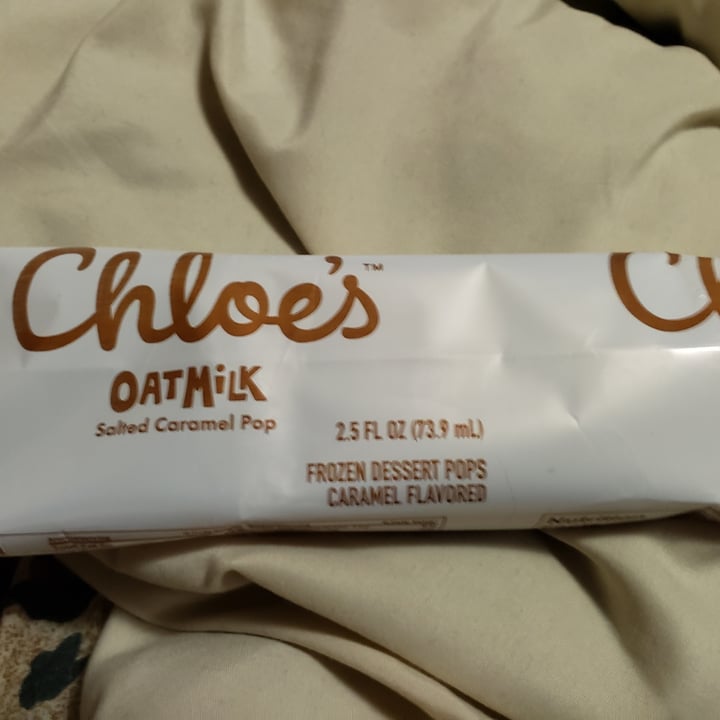 Chloe's™
OATMiLK
Salted Caramel Pop
2.5 FL OZ (73.9 mL)
FROZEN DESSERT POPS
CARAMEL FLAVORED